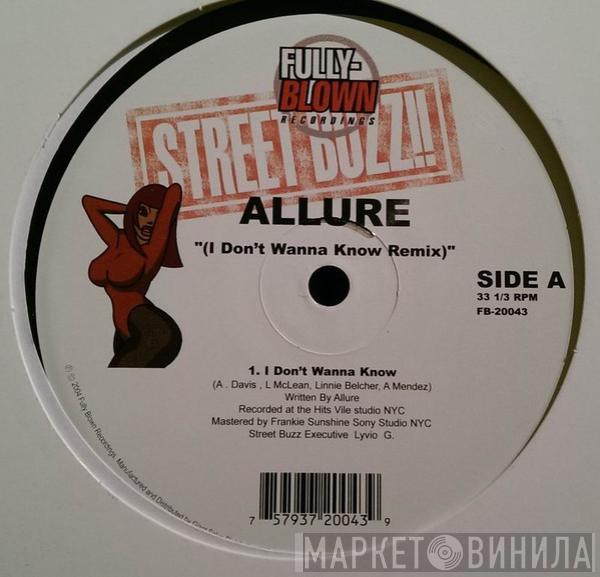 FULLY-
BLOWN
RECORDINGS
STREET BUZZ!!
ALLURE
"(I Don't Wanna Know Remix)"
SIDE A
33 1/3 RPM
FB-20043
1. I Don't Wanna Know
(A . Davis , L McLean, Linnie Belcher, A Mendez)
Written By Allure
Recorded at the Hits Vile studio NYC
Mastered by Frankie Sunshine Sony Studio NYC
Street Buzz Executive Lyvio G.
℗ © 2004 Fully Blown Recordings. Manufactured and Distributed by
7 57937 20043 9
МАРКЕТ ВИНИЛА